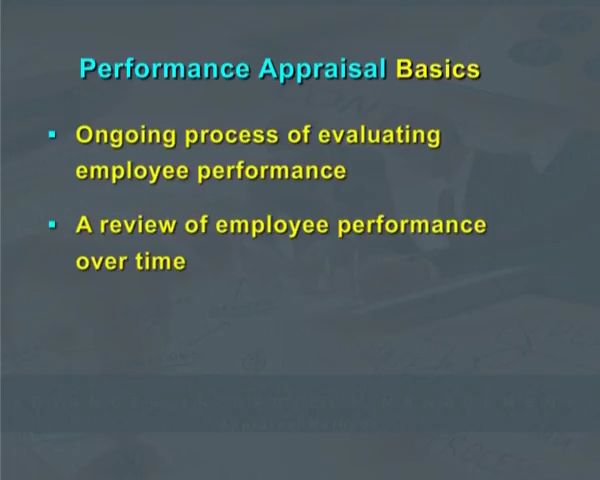 Performance Appraisal Basics
▪ Ongoing process of evaluating
employee performance
▪ A review of employee performance
over time